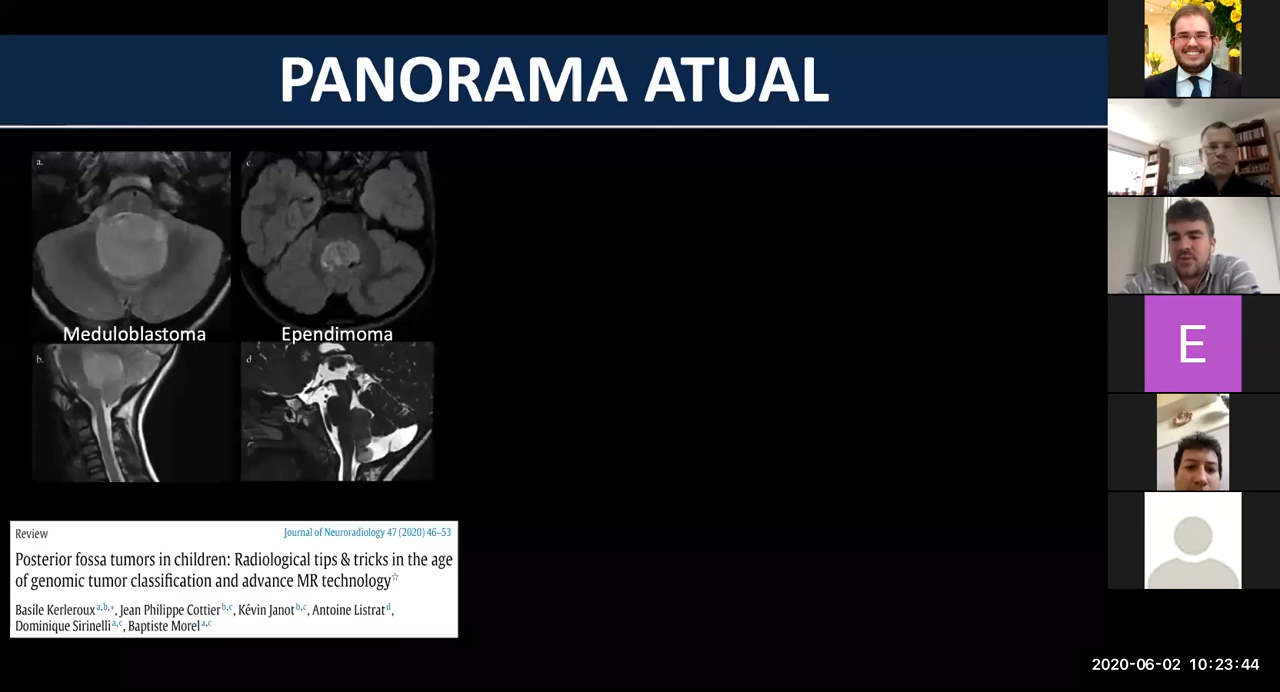 PANORAMA ATUAL
a.
c.
Meduloblastoma
Ependimoma
b.
d
E
Review
Journal of Neuroradiology 47 (2020) 46–53
Posterior fossa tumors in children: Radiological tips & tricks in the age
of genomic tumor classification and advance MR technology☆
Basile Kerleroux a,b,*, Jean Philippe Cottier b,c, Kévin Janot b,c, Antoine Listrat d,
Dominique Sirinelli a,c, Baptiste Morel a,c
2020-06-02 10:23:44